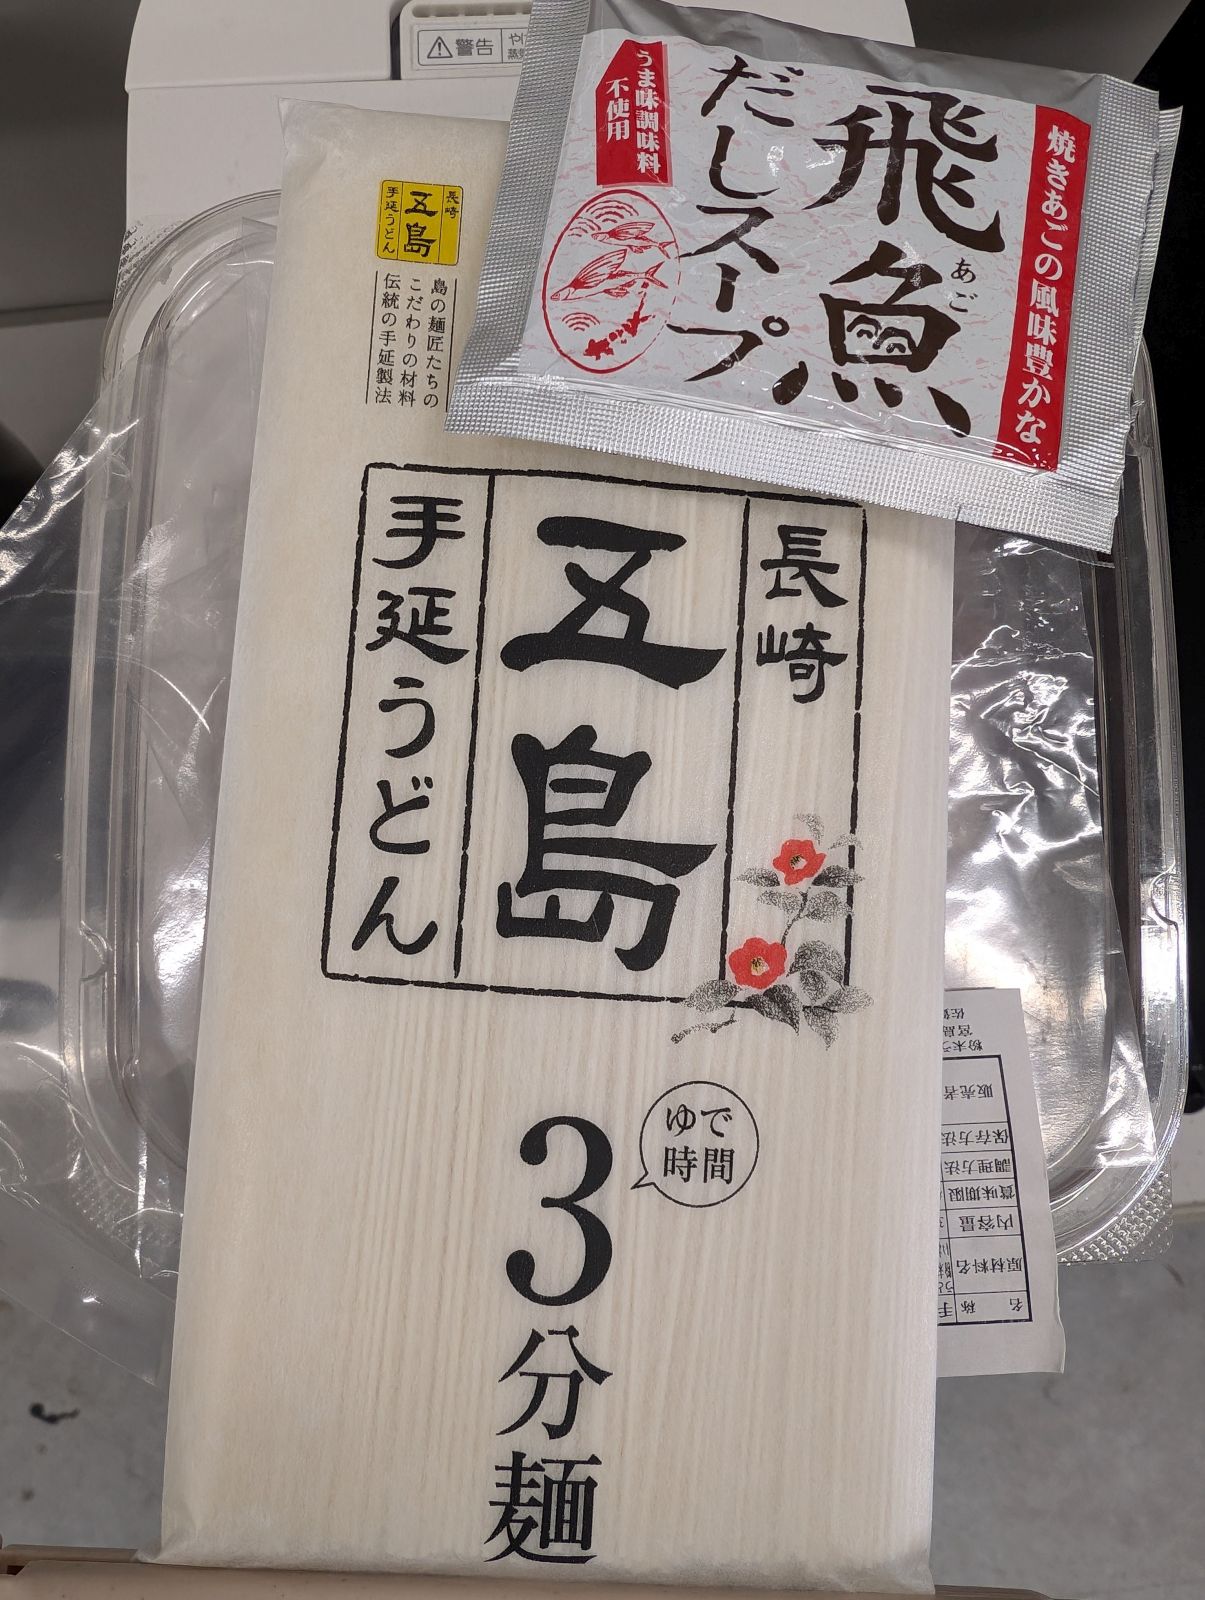 警告
焼きあごの風味豊かな
飛魚
あご
だしスープ
うま味調味料
不使用
長崎
五島
手延うどん
島の麺匠たちの
こだわりの材料
伝統の手延製法
長崎
五島
手延うどん
ゆで
時間
3分麺
名称
原材料名
内容量
賞味期限
調理方法
保存方法
販売者